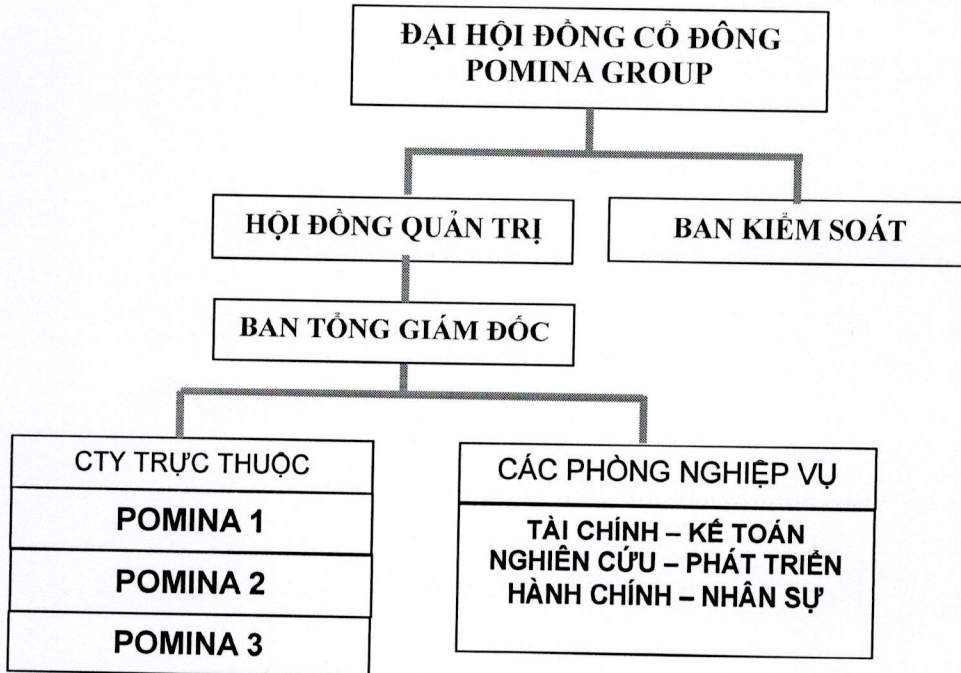 ĐẠI HỘI ĐỒNG CỔ ĐÔNG
POMINA GROUP
HỘI ĐỒNG QUẢN TRỊ
BAN KIỂM SOÁT
BAN TỔNG GIÁM ĐỐC
CTY TRỰC THUỘC
POMINA 1
POMINA 2
POMINA 3
CÁC PHÒNG NGHIỆP VỤ
TÀI CHÍNH – KẾ TOÁN
NGHIÊN CỨU – PHÁT TRIỂN
HÀNH CHÍNH – NHÂN SỰ